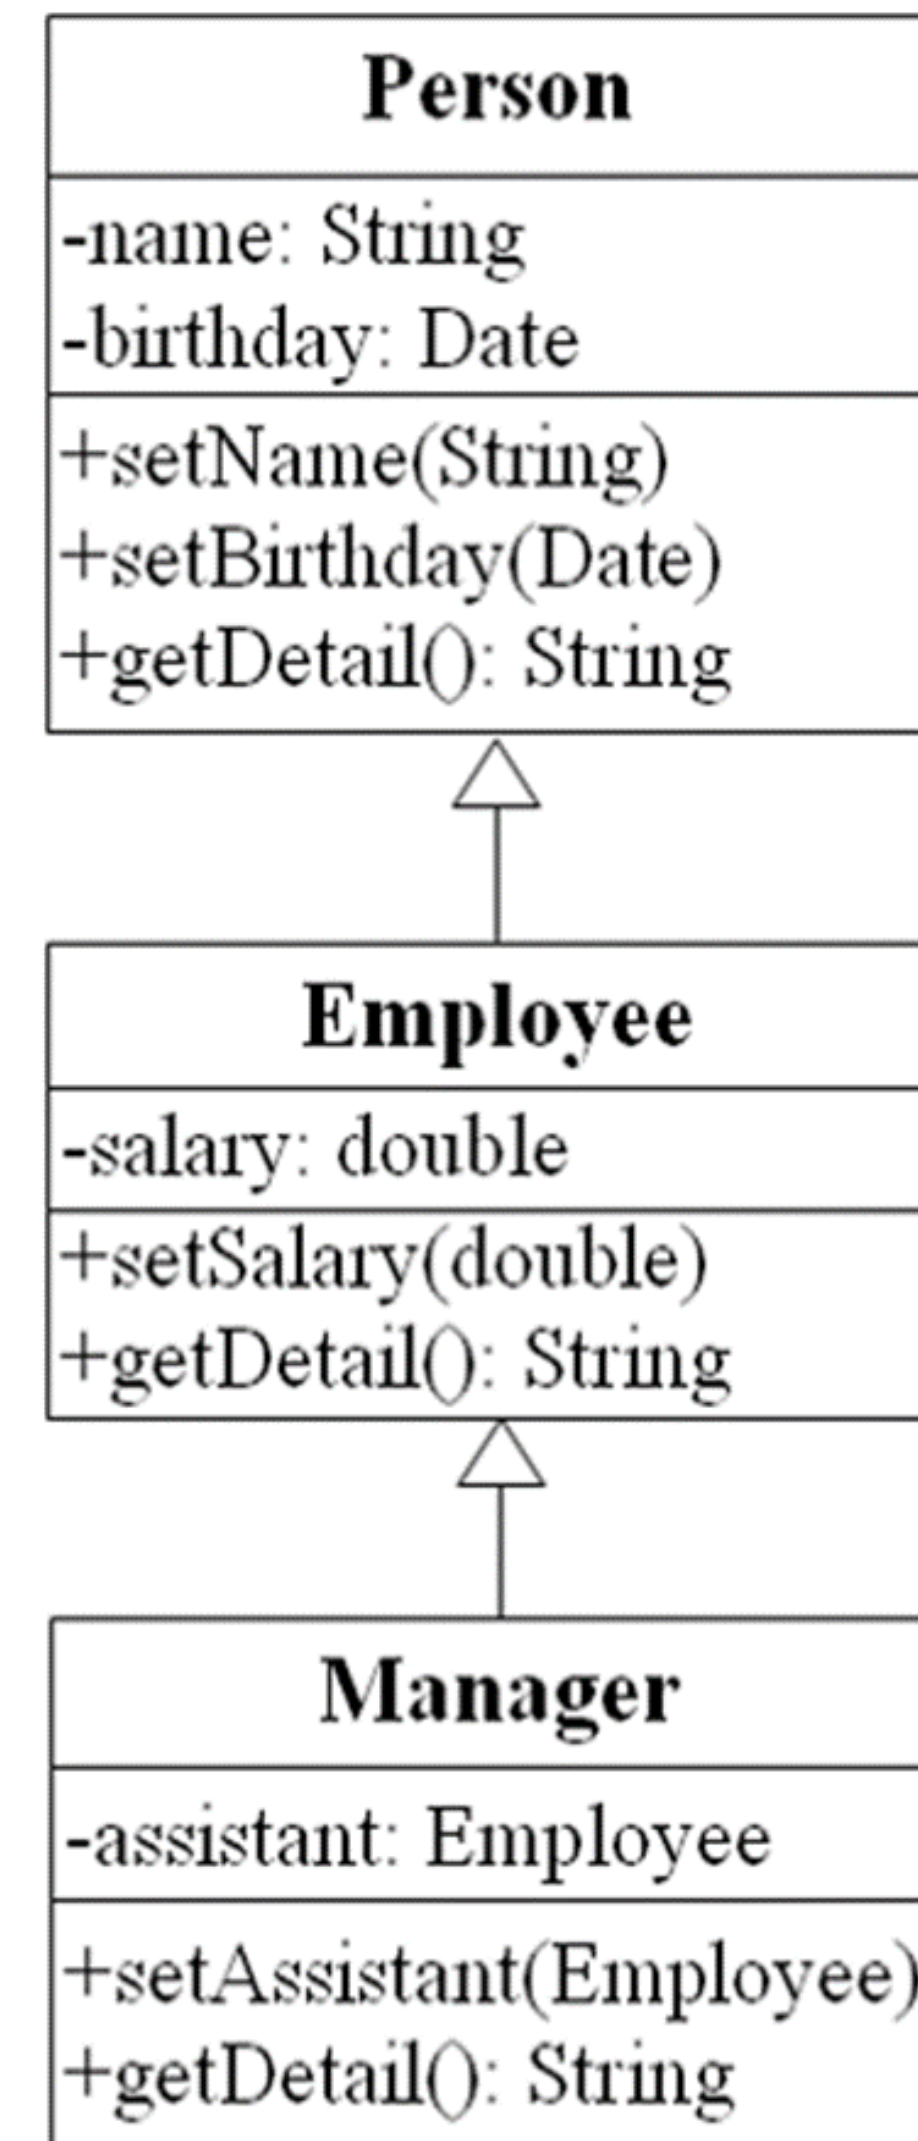 Person
-name: String
-birthday: Date
+setName(String)
+setBirthday(Date)
+getDetail(): String
Employee
-salary: double
+setSalary(double)
+getDetail(): String
Manager
-assistant: Employee
+setAssistant(Employee)
+getDetail(): String